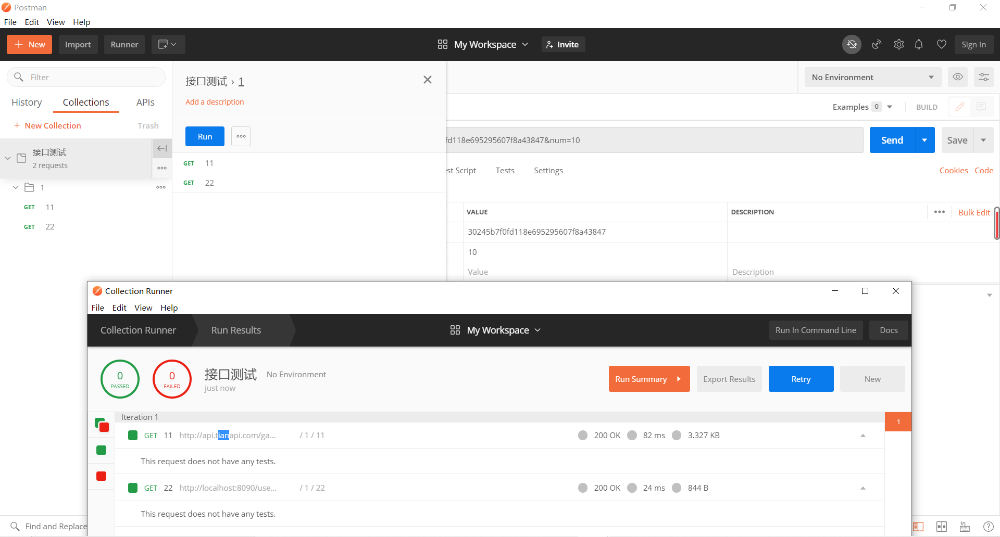 Postman
File Edit View Help
New Import Runner My Workspace Invite Sign In
Filter
History Collections APIs
New Collection Trash
接口测试
2 requests
1
GET 11
GET 22
接口测试 › 1
Add a description
Run
GET 11
GET 22
No Environment
Examples 0 BUILD
fd118e695295607f8a43847&num=10 Send Save
est Script Tests Settings Cookies Code
VALUE DESCRIPTION Bulk Edit
30245b7f0fd118e695295607f8a43847
10
Value Description
Collection Runner
File Edit View Help
Collection Runner Run Results My Workspace Run In Command Line Docs
0 PASSED
0 FAILED
接口测试 No Environment
just now
Run Summary Export Results Retry New
Iteration 1
1
GET 11 http://api.tianapi.com/ga... / 1 / 11 200 OK 82 ms 3.327 KB
This request does not have any tests.
GET 22 http://localhost:8090/use... / 1 / 22 200 OK 24 ms 844 B
This request does not have any tests.
Find and Replace